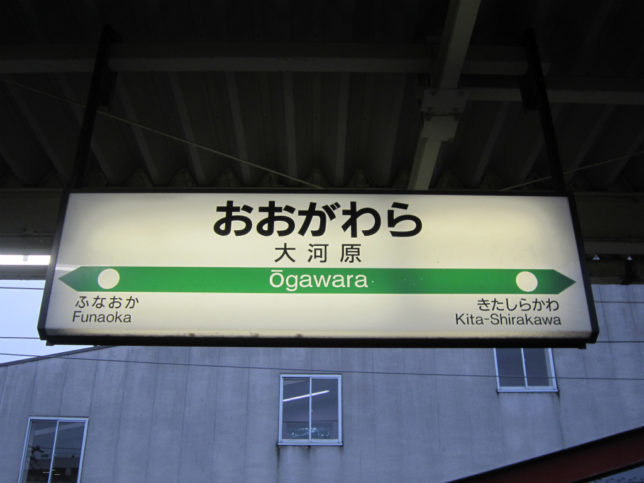 おおがわら
大河原
Ōgawara
ふなおか
Funaoka
きたしらかわ
Kita-Shirakawa